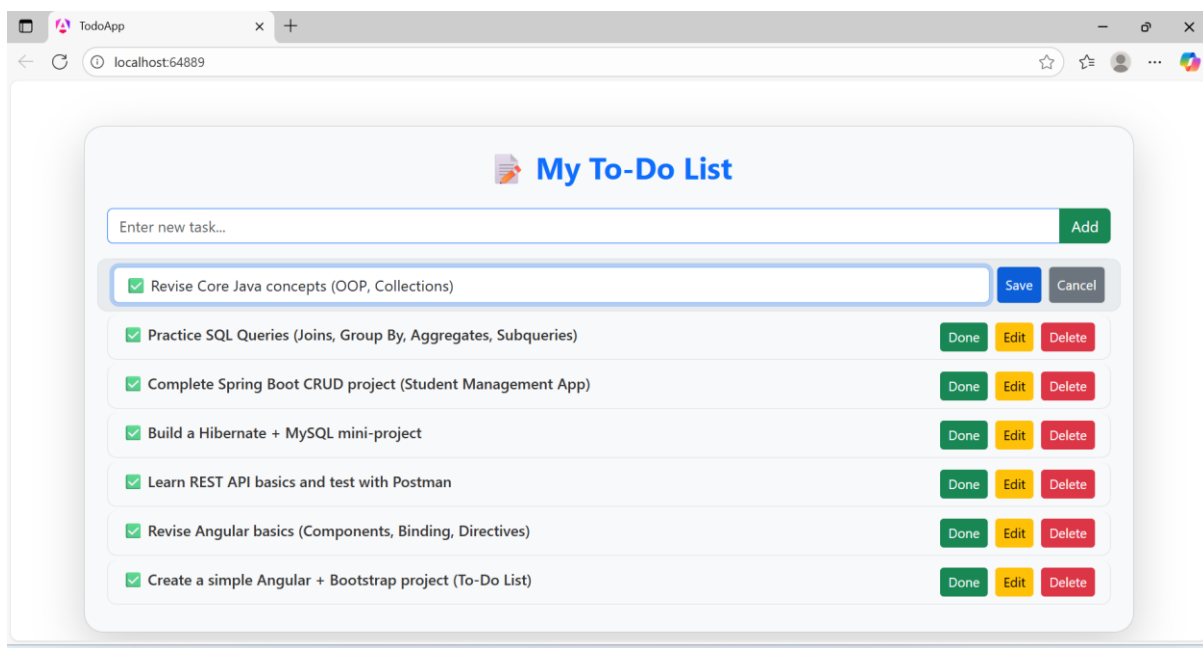 TodoApp
localhost:64889
📝 My To-Do List
Enter new task... Add
✅ Revise Core Java concepts (OOP, Collections) Save Cancel
✅ Practice SQL Queries (Joins, Group By, Aggregates, Subqueries) Done Edit Delete
✅ Complete Spring Boot CRUD project (Student Management App) Done Edit Delete
✅ Build a Hibernate + MySQL mini-project Done Edit Delete
✅ Learn REST API basics and test with Postman Done Edit Delete
✅ Revise Angular basics (Components, Binding, Directives) Done Edit Delete
✅ Create a simple Angular + Bootstrap project (To-Do List) Done Edit Delete